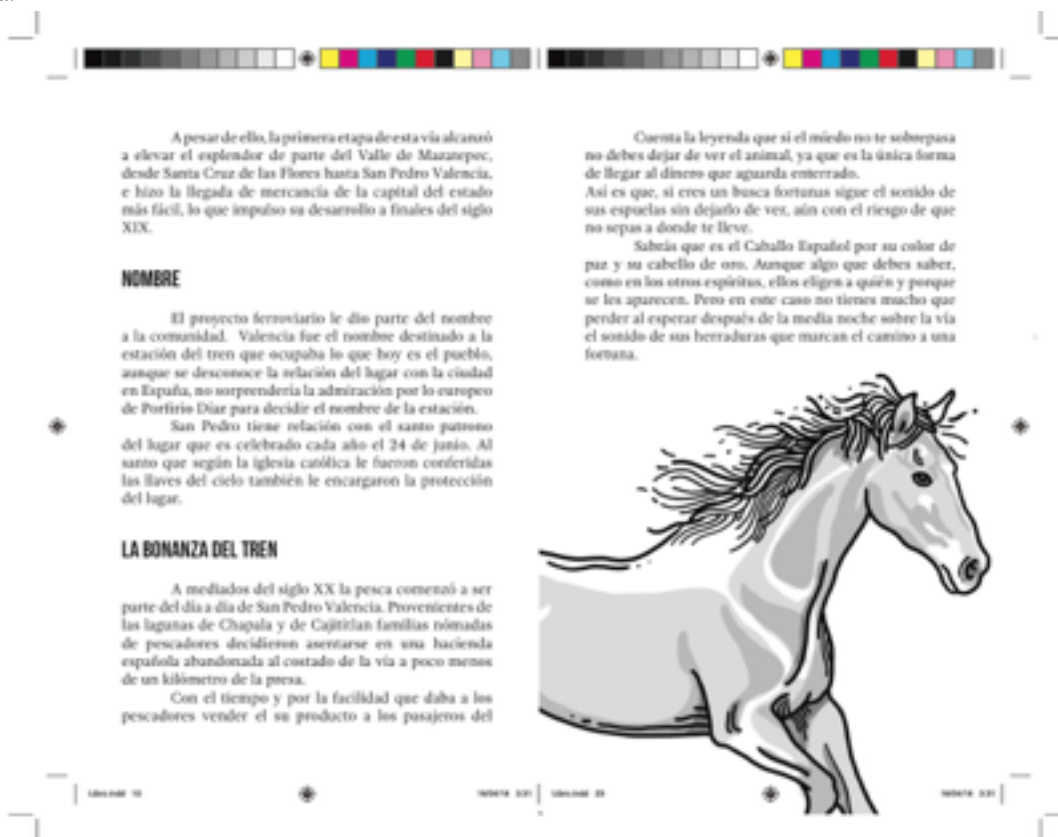 A pesar de ello, la primera etapa de esta vía alcanzó
a elevar el esplendor de parte del Valle de Mazatepec,
desde Santa Cruz de las Flores hasta San Pedro Valencia,
e hizo la llegada de mercancía de la capital del estado
más fácil, lo que impulso su desarrollo a finales del siglo
XIX.
NOMBRE
El proyecto ferroviario le dio parte del nombre
a la comunidad. Valencia fue el nombre destinado a la
estación del tren que ocupaba lo que hoy es el pueblo,
aunque se desconoce la relación del lugar con la ciudad
en España, no sorprendería la admiración por lo europeo
de Porfirio Díaz para decidir el nombre de la estación.
San Pedro tiene relación con el santo patrono
del lugar que es celebrado cada año el 24 de junio. Al
santo que según la iglesia católica le fueron conferidas
las llaves del cielo también le encargaron la protección
del lugar.
LA BONANZA DEL TREN
A mediados del siglo XX la pesca comenzó a ser
parte del día a día de San Pedro Valencia. Provenientes de
las lagunas de Chapala y de Cajititlan familias nómadas
de pescadores decidieron asentarse en una hacienda
española abandonada al costado de la vía a poco menos
de un kilómetro de la presa.
Con el tiempo y por la facilidad que daba a los
pescadores vender el su producto a los pasajeros del
Cuenta la leyenda que si el miedo no te sobrepasa
no debes dejar de ver el animal, ya que es la única forma
de llegar al dinero que aguarda enterrado.
Así es que, si eres un busca fortunas sigue el sonido de
sus espuelas sin dejarlo de ver, aún con el riesgo de que
no sepas a donde te lleve.
Sabrás que es el Caballo Español por su color de
paz y su cabello de oro. Aunque algo que debes saber,
como en los otros espíritus, ellos eligen a quién y porque
se les aparecen. Pero en este caso no tienes mucho que
perder al esperar después de la media noche sobre la vía
el sonido de sus herraduras que marcan el camino a una
fortuna.